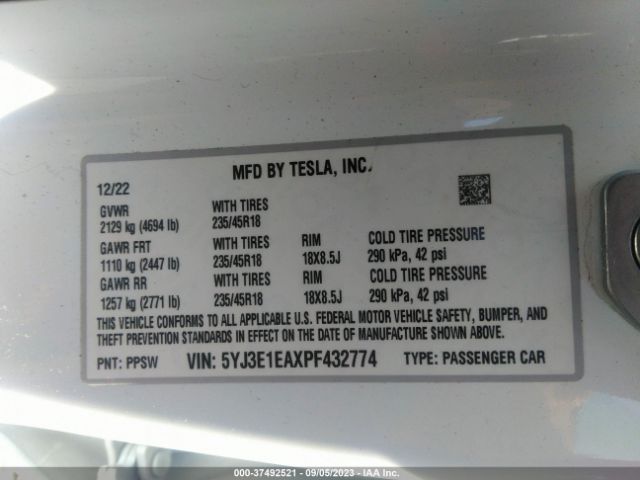 MFD BY TESLA, INC.
12/22
GVWR WITH TIRES
2129 kg (4694 lb) 235/45R18
GAWR FRT WITH TIRES RIM COLD TIRE PRESSURE
1110 kg (2447 lb) 235/45R18 18X8.5J 290 kPa, 42 psi
GAWR RR WITH TIRES RIM COLD TIRE PRESSURE
1257 kg (2771 lb) 235/45R18 18X8.5J 290 kPa, 42 psi
THIS VEHICLE CONFORMS TO ALL APPLICABLE U.S. FEDERAL MOTOR VEHICLE SAFETY, BUMPER, AND
THEFT PREVENTION STANDARDS IN EFFECT ON THE DATE OF MANUFACTURE SHOWN ABOVE.
PNT: PPSW VIN: 5YJ3E1EAXPF432774 TYPE: PASSENGER CAR
000-37492521 - 09/05/2023 - IAA Inc.